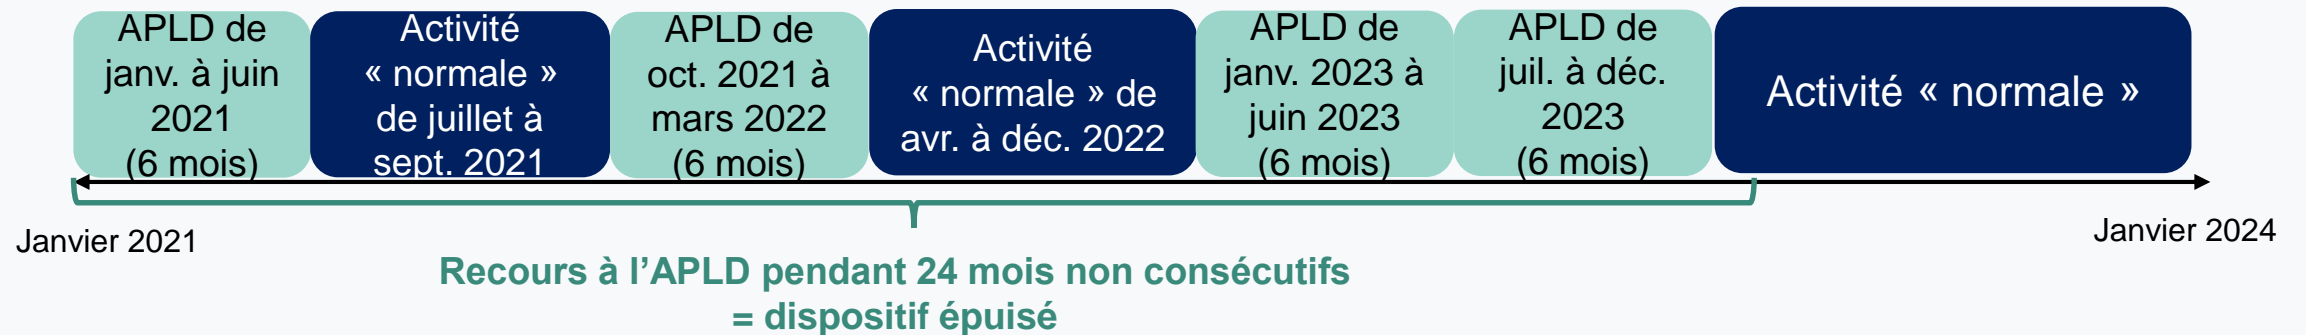 APLD de
janv. à juin
2021
(6 mois)
Activité
« normale »
de juillet à
sept. 2021
APLD de
oct. 2021 à
mars 2022
(6 mois)
Activité
« normale » de
avr. à déc. 2022
APLD de
janv. 2023 à
juin 2023
(6 mois)
APLD de
juil. à déc.
2023
(6 mois)
Activité « normale »
Janvier 2021
Janvier 2024
Recours à l’APLD pendant 24 mois non consécutifs
= dispositif épuisé